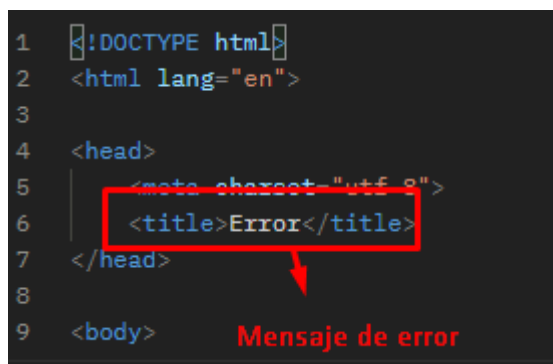 1 <!DOCTYPE html>
2 <html lang="en">
3
4 <head>
5 <meta charset="utf-8">
6 <title>Error</title>
7 </head>
8
9 <body>
Mensaje de error